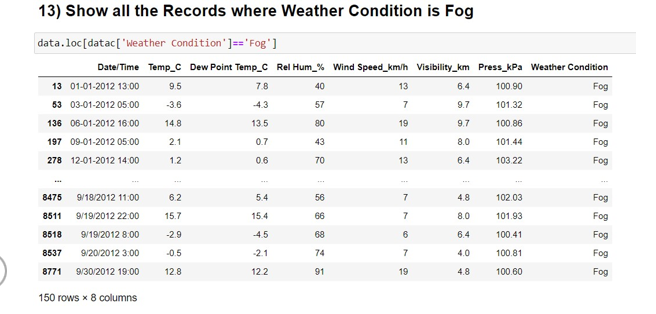 13) Show all the Records where Weather Condition is Fog
data.loc[datac['Weather Condition']=='Fog']
Date/Time Temp_C Dew Point Temp_C Rel Hum_% Wind Speed_km/h Visibility_km Press_kPa Weather Condition
13 01-01-2012 13:00 9.5 7.8 40 13 6.4 100.90 Fog
53 03-01-2012 05:00 -3.6 -4.3 57 7 9.7 101.32 Fog
136 06-01-2012 16:00 14.8 13.5 80 19 9.7 100.86 Fog
197 09-01-2012 05:00 2.1 0.7 43 11 8.0 101.44 Fog
278 12-01-2012 14:00 1.2 0.6 70 13 6.4 103.22 Fog
... ... ... ... ... ... ... ... ...
8475 9/18/2012 11:00 6.2 5.4 56 7 4.8 102.03 Fog
8511 9/19/2012 22:00 15.7 15.4 66 7 8.0 101.93 Fog
8518 9/19/2012 8:00 -2.9 -4.5 68 6 6.4 100.41 Fog
8537 9/20/2012 3:00 -0.5 -2.1 74 7 4.0 100.81 Fog
8771 9/30/2012 19:00 12.8 12.2 91 19 4.8 100.60 Fog
150 rows × 8 columns